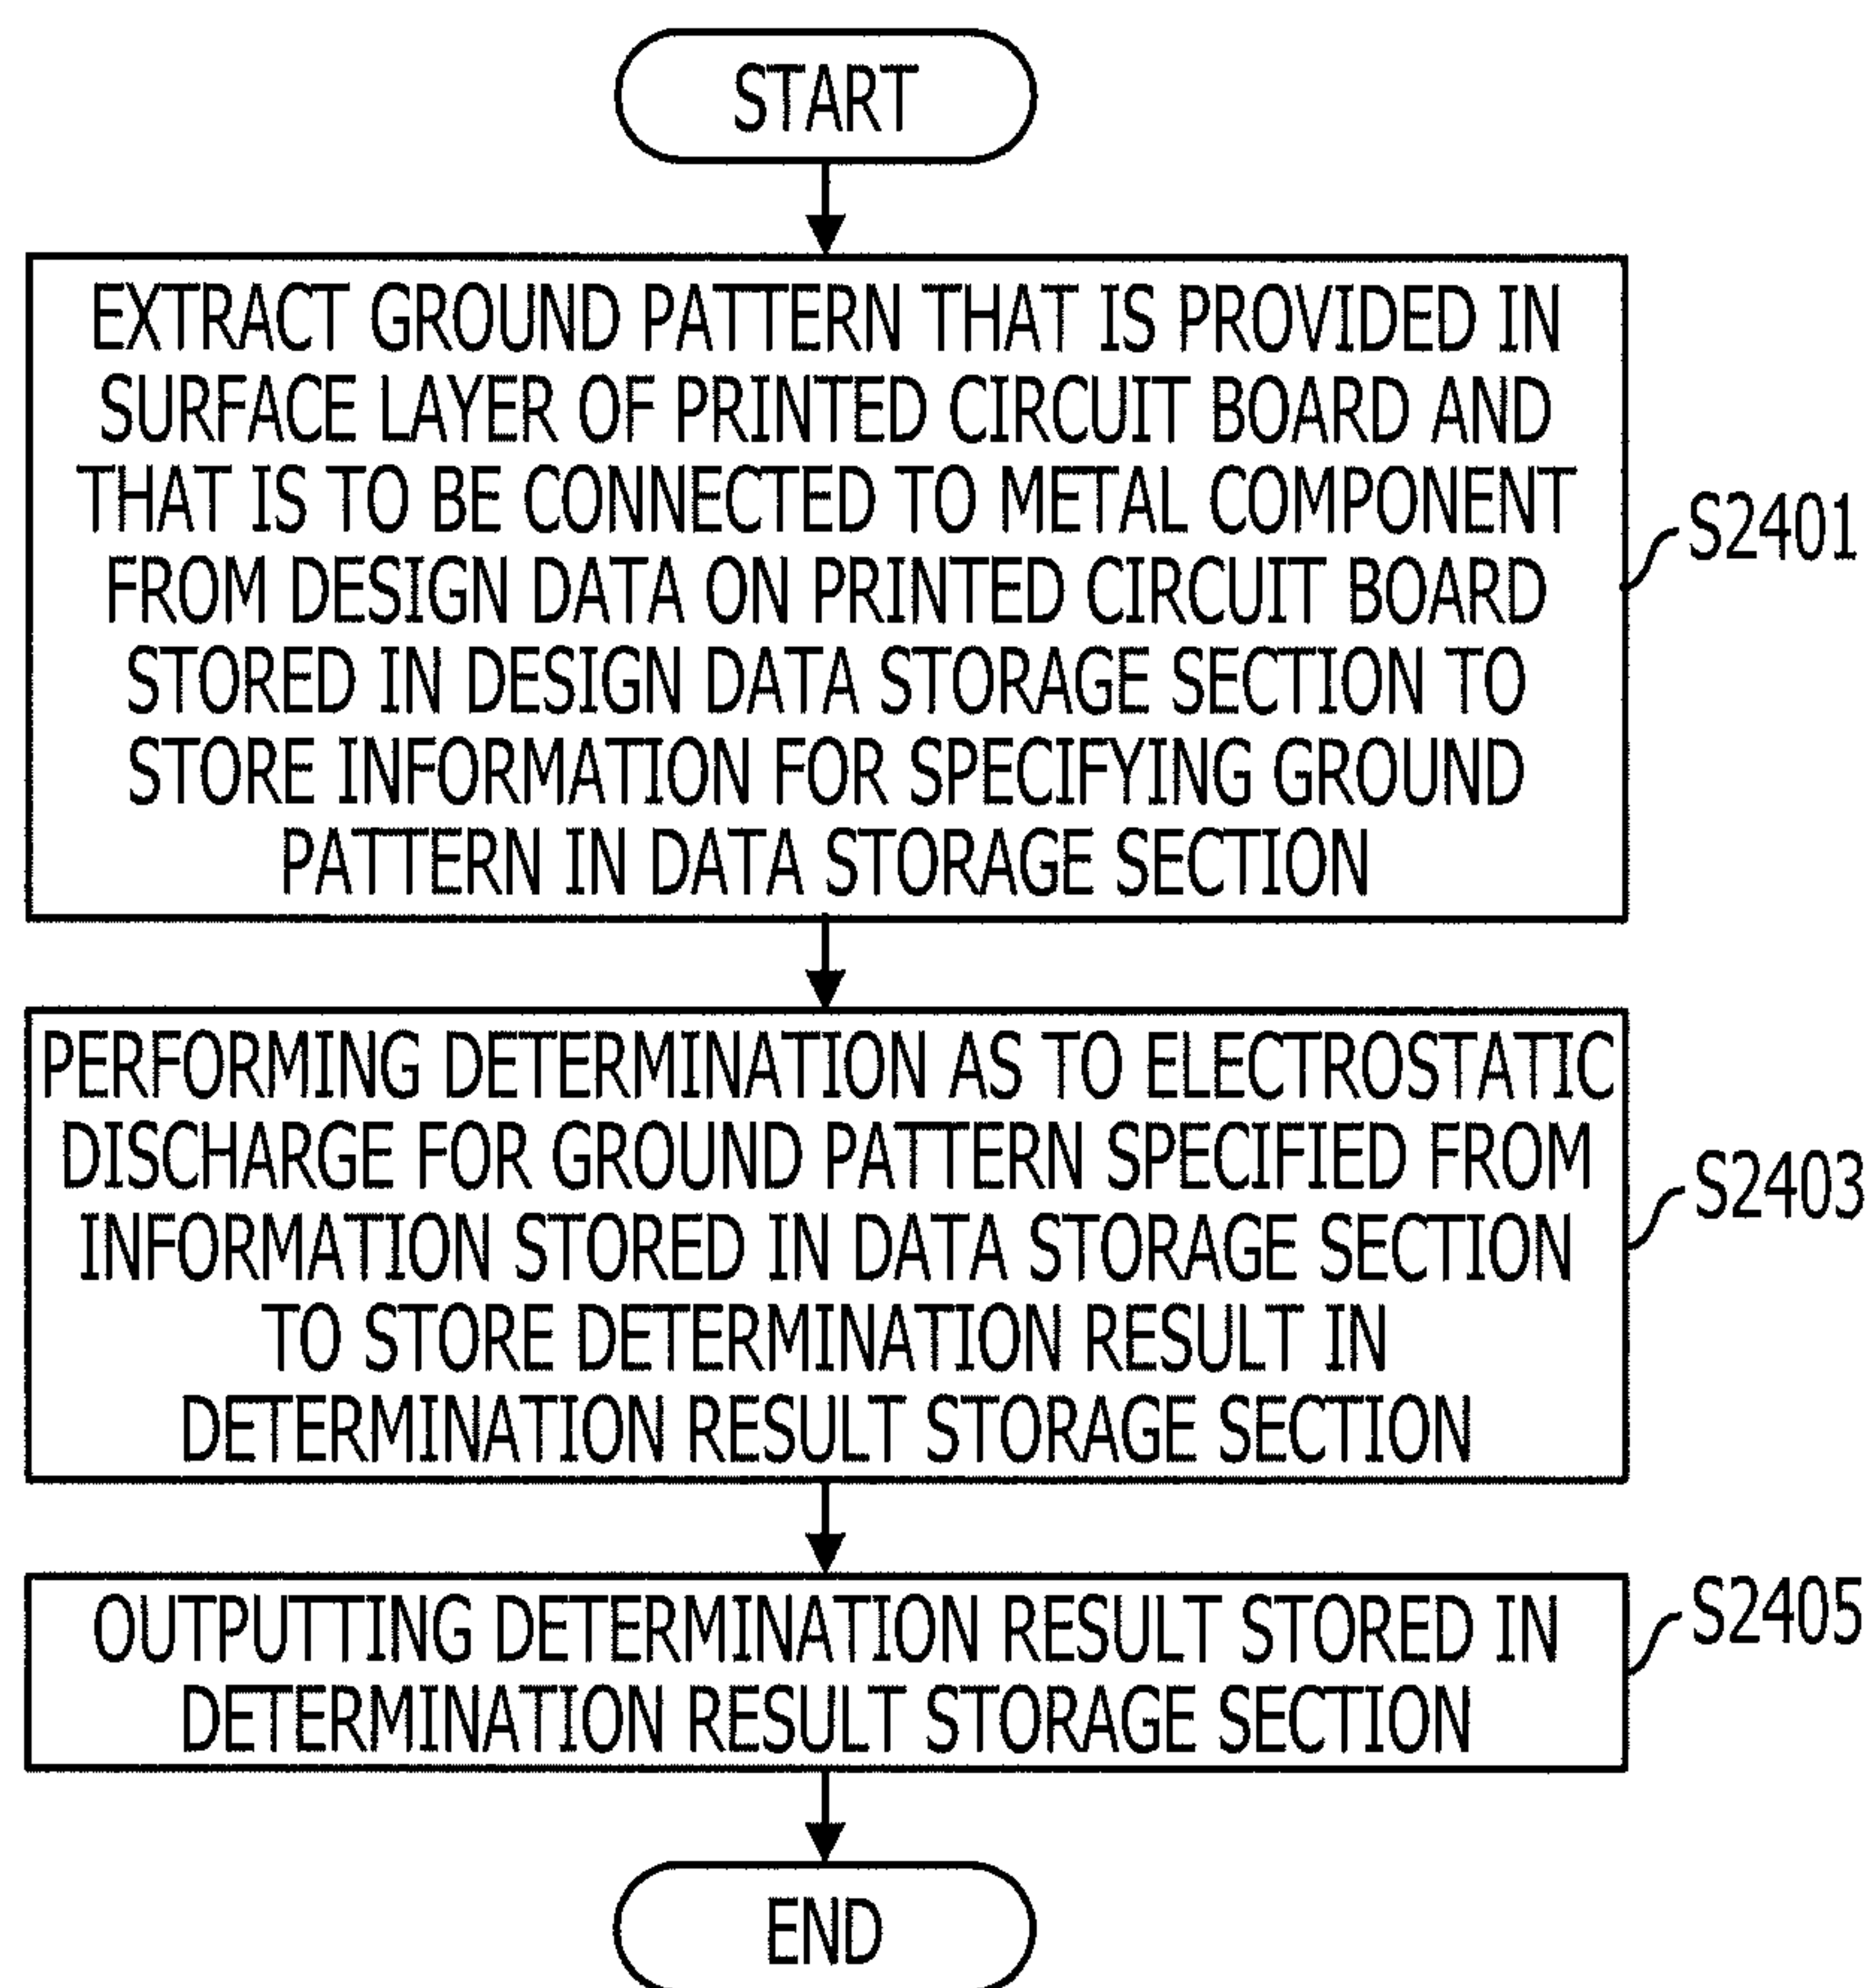 START
EXTRACT GROUND PATTERN THAT IS PROVIDED IN
SURFACE LAYER OF PRINTED CIRCUIT BOARD AND
THAT IS TO BE CONNECTED TO METAL COMPONENT
FROM DESIGN DATA ON PRINTED CIRCUIT BOARD
STORED IN DESIGN DATA STORAGE SECTION TO
STORE INFORMATION FOR SPECIFYING GROUND
PATTERN IN DATA STORAGE SECTION
S2401
PERFORMING DETERMINATION AS TO ELECTROSTATIC
DISCHARGE FOR GROUND PATTERN SPECIFIED FROM
INFORMATION STORED IN DATA STORAGE SECTION
TO STORE DETERMINATION RESULT IN
DETERMINATION RESULT STORAGE SECTION
S2403
OUTPUTTING DETERMINATION RESULT STORED IN
DETERMINATION RESULT STORAGE SECTION
S2405
END